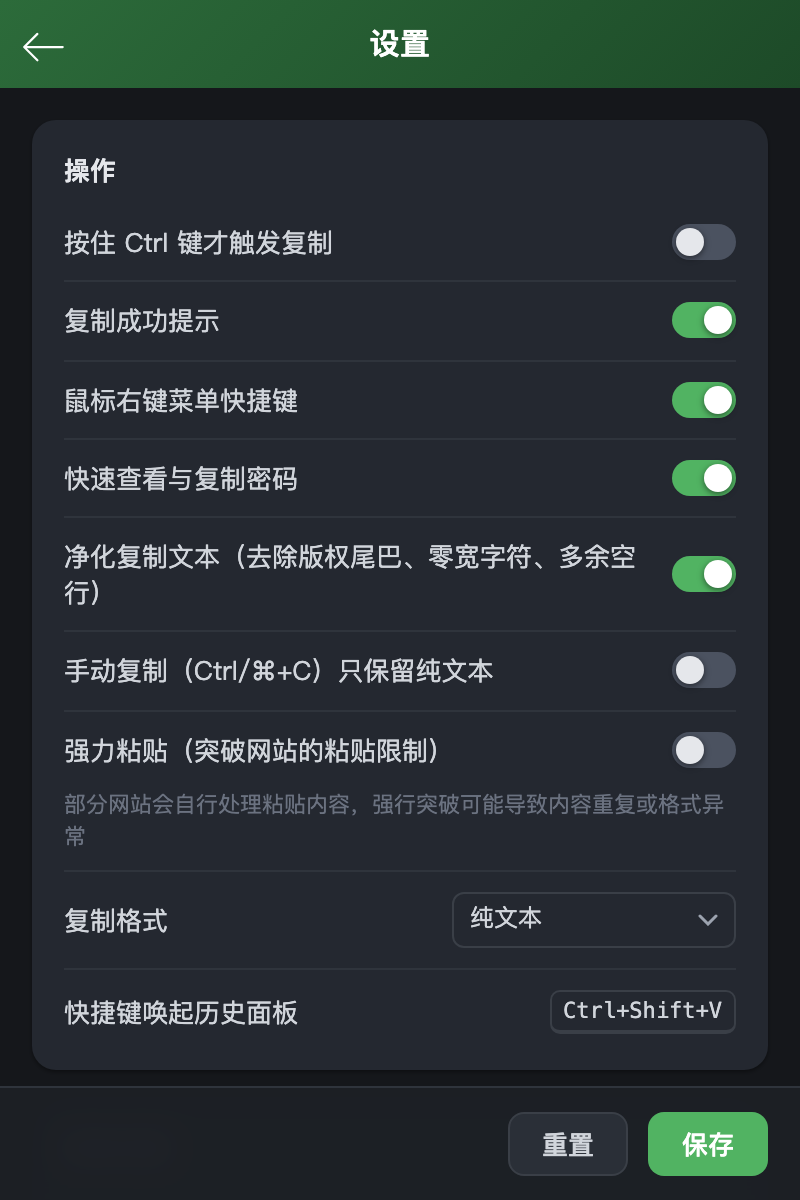 设置
操作
按住 Ctrl 键才触发复制
复制成功提示
鼠标右键菜单快捷键
快速查看与复制密码
净化复制文本（去除版权尾巴、零宽字符、多余空
行）
手动复制（Ctrl/⌘+C）只保留纯文本
强力粘贴（突破网站的粘贴限制）
部分网站会自行处理粘贴内容，强行突破可能导致内容重复或格式异
常
复制格式
纯文本
快捷键唤起历史面板
Ctrl+Shift+V
重置
保存